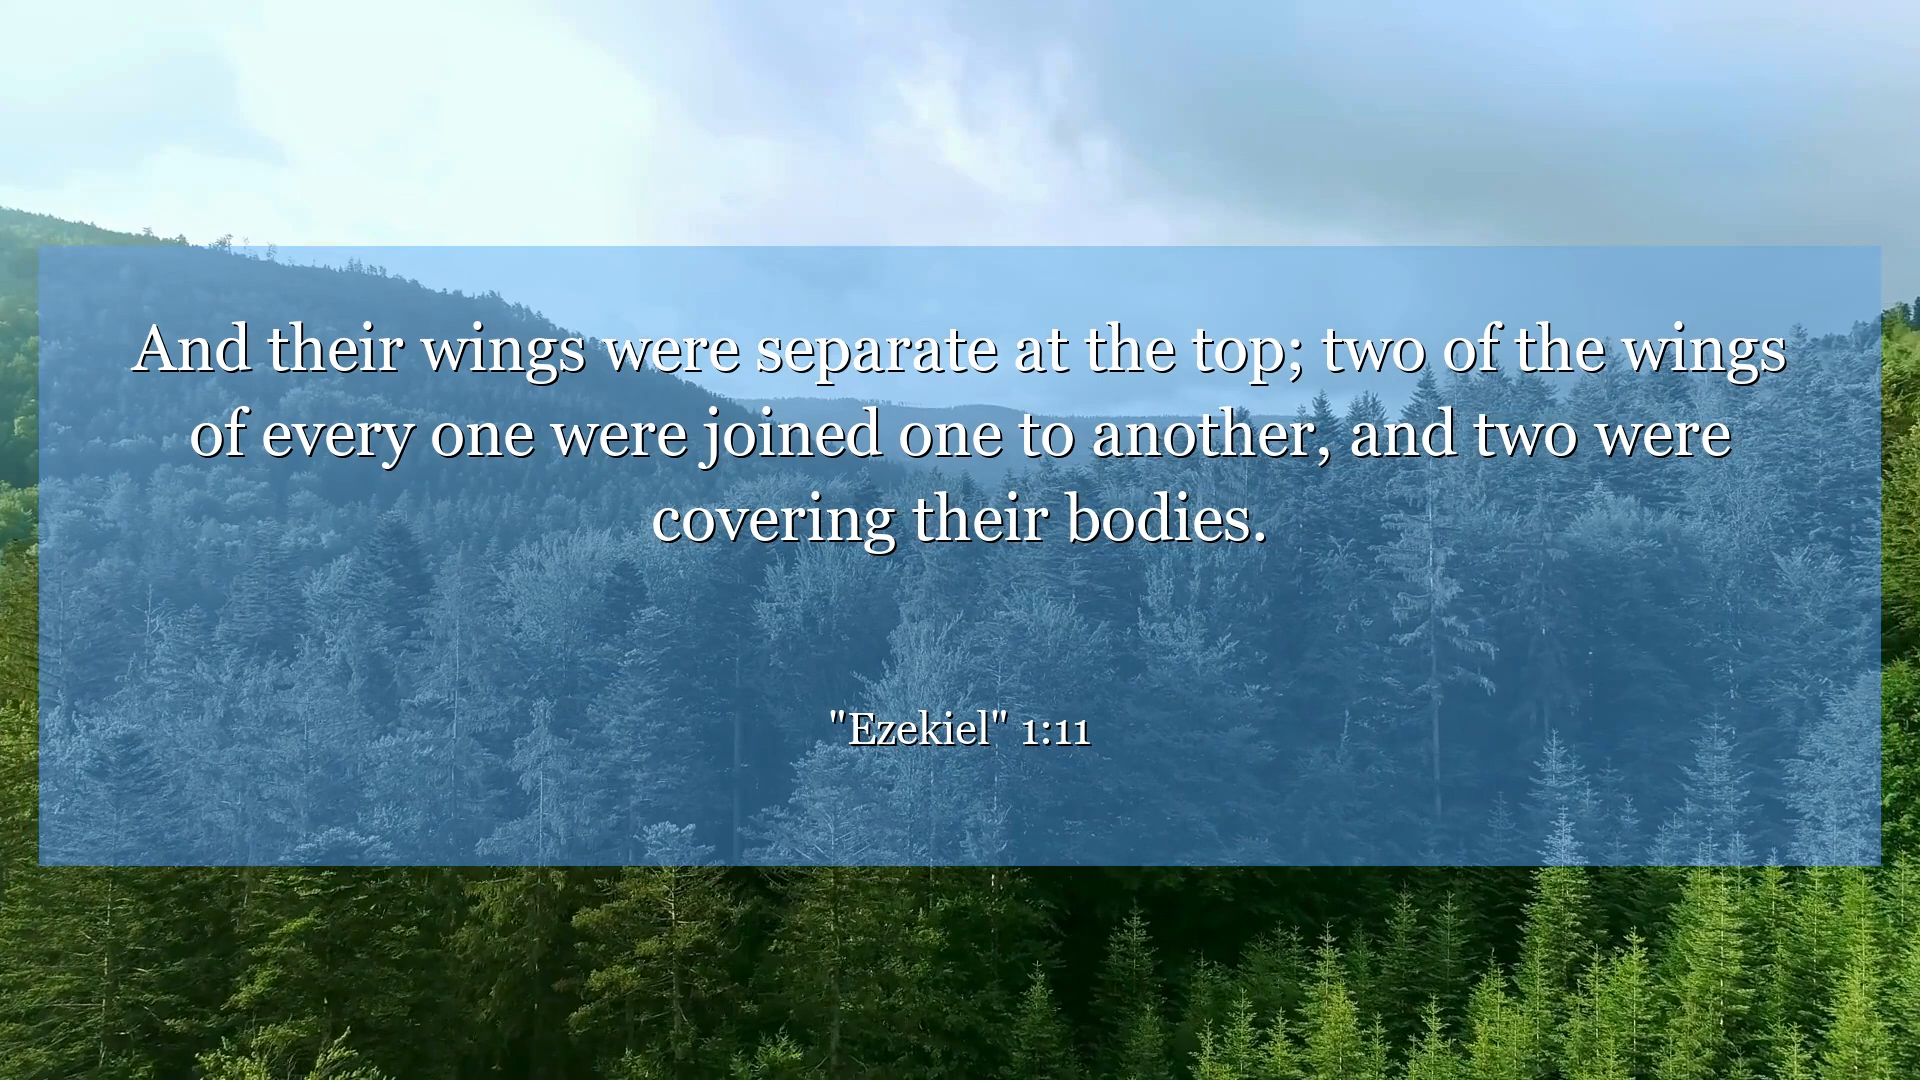 And their wings were separate at the top; two of the wings
of every one were joined one to another, and two were
covering their bodies.
"Ezekiel" 1:11